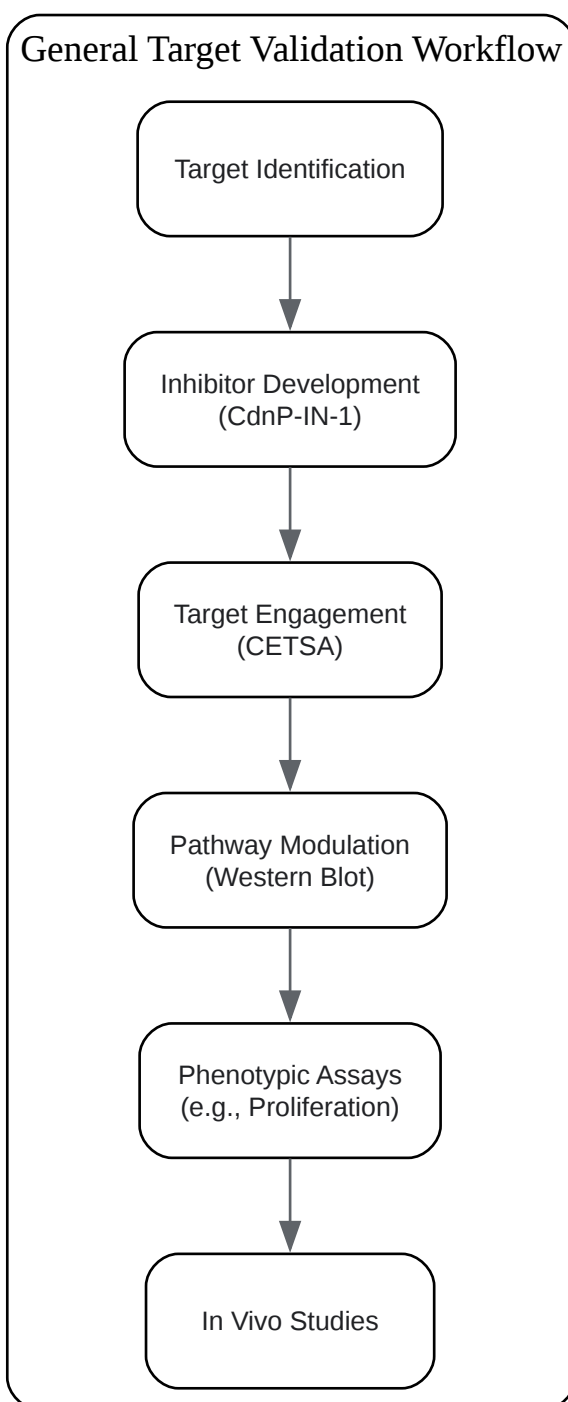 General Target Validation Workflow
Target Identification
Inhibitor Development
(CdnP-IN-1)
Target Engagement
(CETSA)
Pathway Modulation
(Western Blot)
Phenotypic Assays
(e.g., Proliferation)
In Vivo Studies